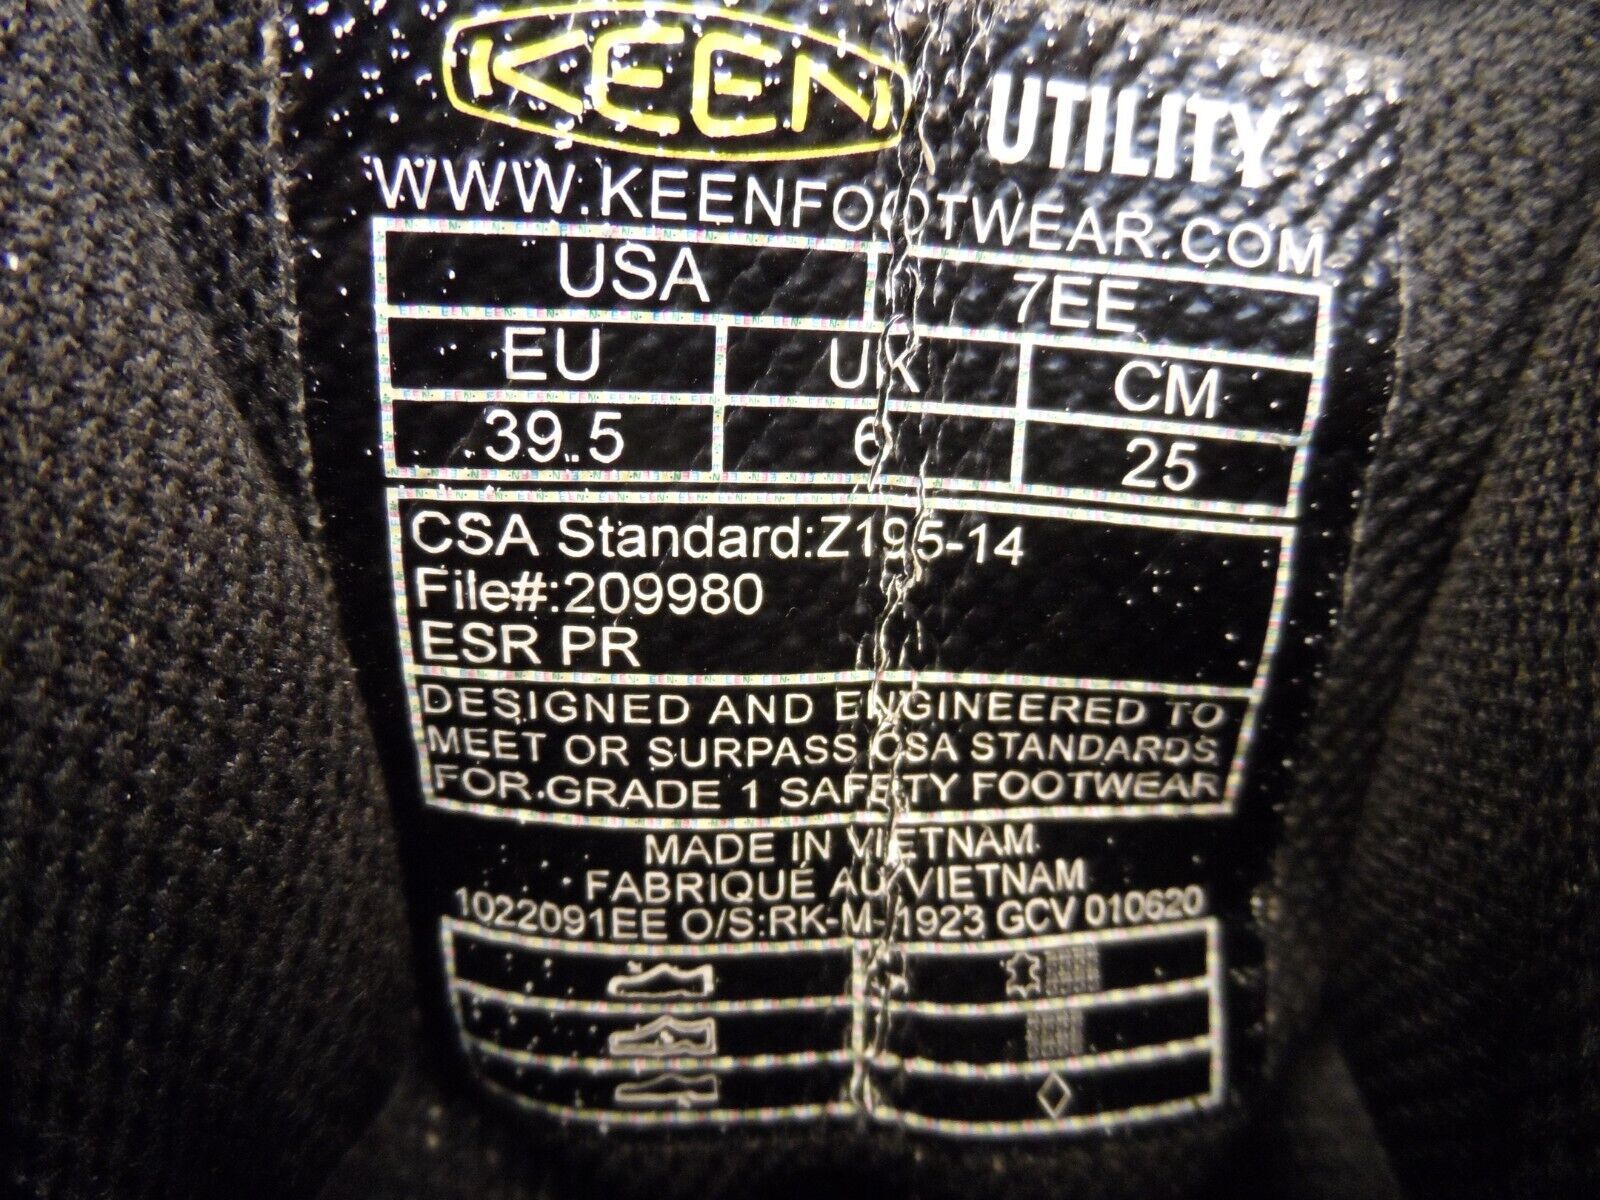 KEEN UTILITY
WWW.KEENFOOTWEAR.COM
USA 7EE
EU UK CM
39.5 6 25
CSA Standard:Z195-14
File#:209980
ESR PR
DESIGNED AND ENGINEERED TO
MEET OR SURPASS CSA STANDARDS
FOR GRADE 1 SAFETY FOOTWEAR
MADE IN VIETNAM
FABRIQUÉ AU VIETNAM
1022091EE O/S:RK-M-1923 GCV 010620